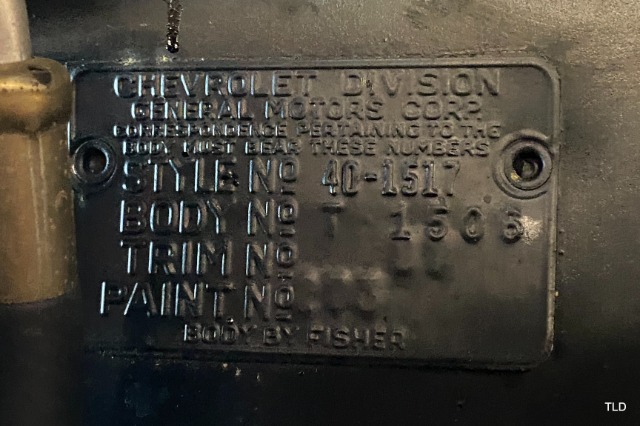 CHEVROLET DIVISION
GENERAL MOTORS CORP.
CORRESPONDENCE PERTAINING TO THE
BODY MUST BEAR THESE NUMBERS
STYLE NO 40-1517
BODY NO T 1506
TRIM NO
PAINT NO
BODY BY FISHER
TLD